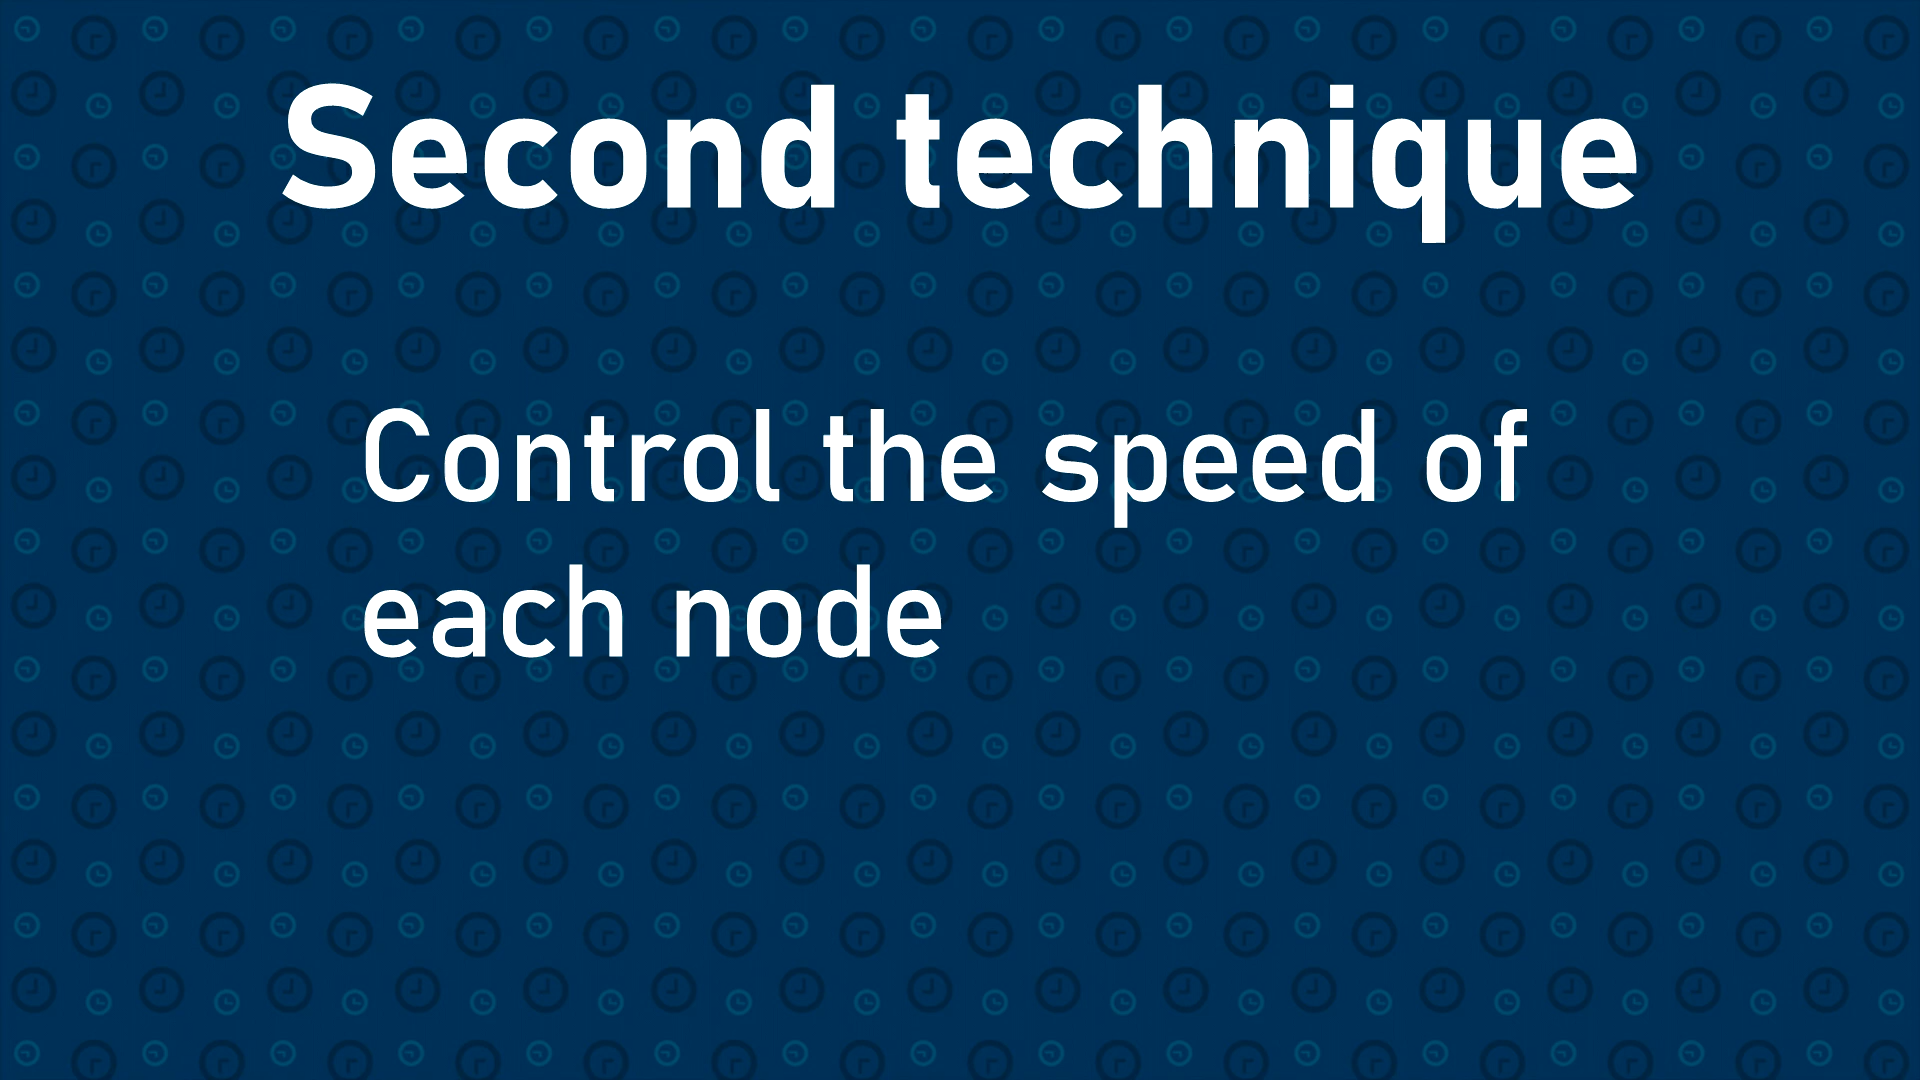 Second technique
Control the speed of
each node